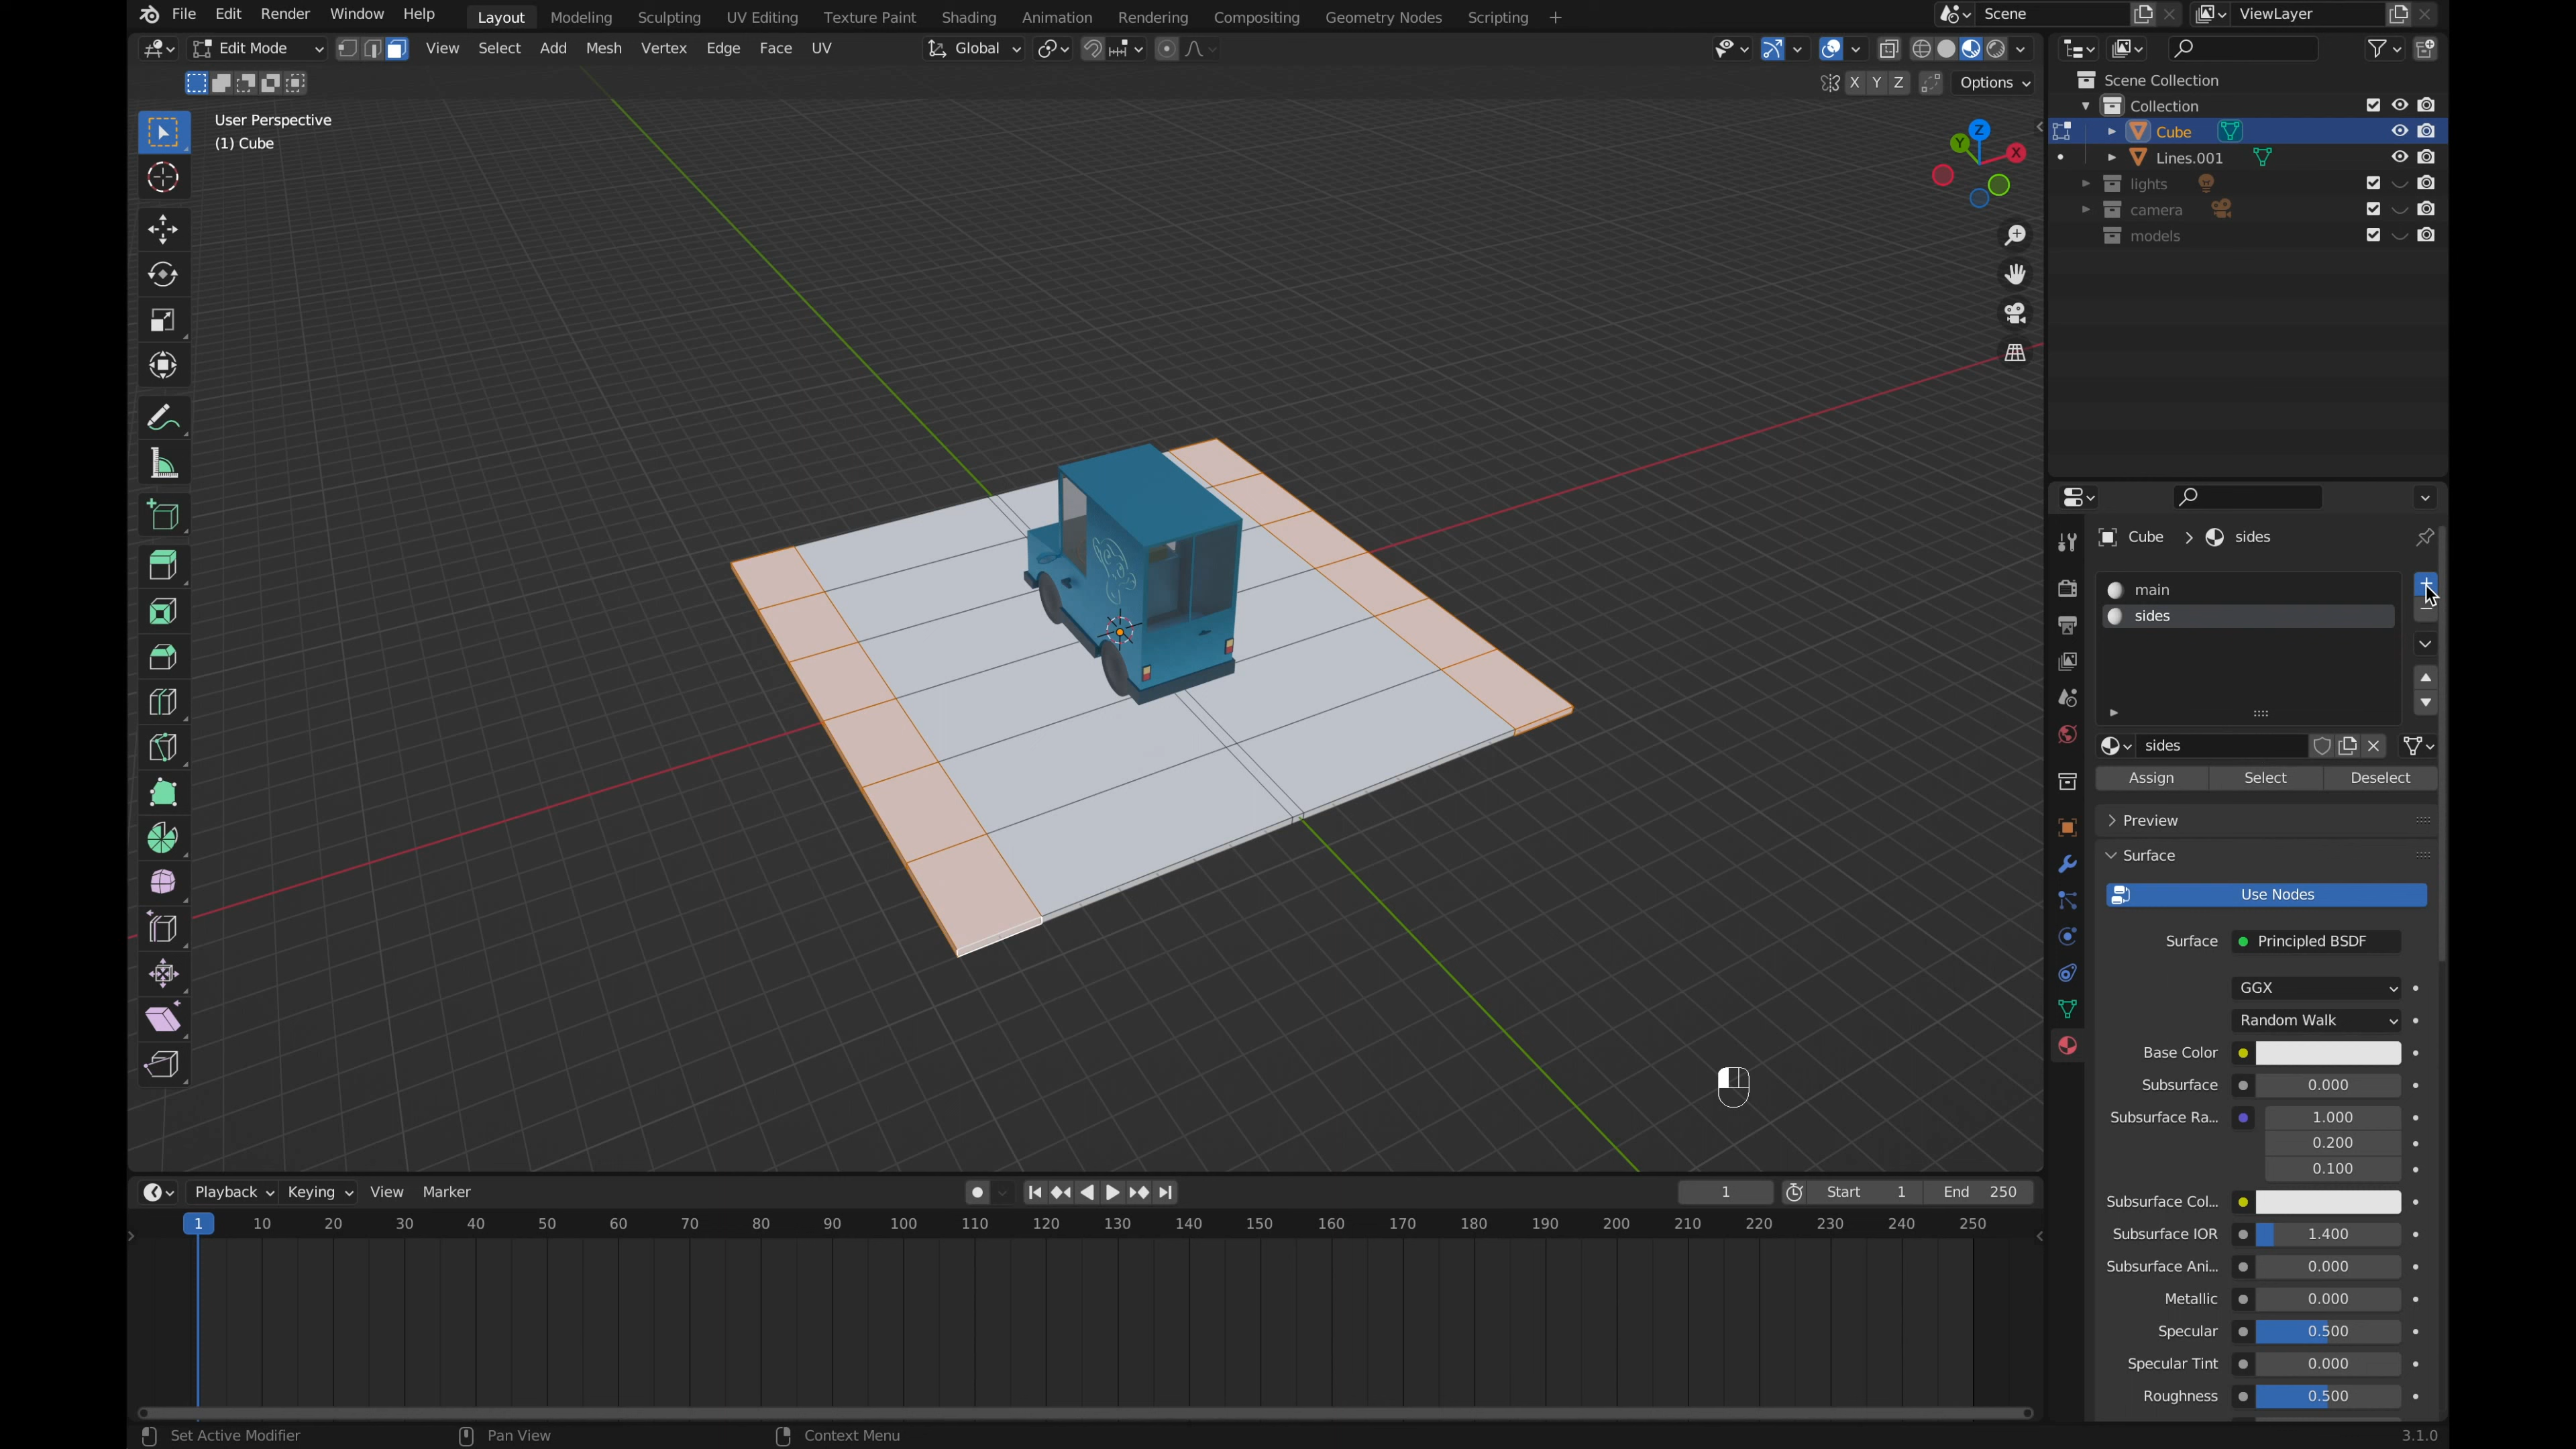 File Edit Render Window Help Layout Modeling Sculpting UV Editing Texture Paint Shading Animation Rendering Compositing Geometry Nodes Scripting + Scene ViewLayer
Edit Mode View Select Add Mesh Vertex Edge Face UV Global
X Y Z Options
User Perspective
(1) Cube
Z
Y
X
Scene Collection
Collection
Cube
Lines.001
lights
camera
models
Cube > sides
main
sides
sides
Assign Select Deselect
Preview
Surface
Use Nodes
Surface Principled BSDF
GGX
Random Walk
Base Color
Subsurface 0.000
Subsurface Ra... 1.000
0.200
0.100
Subsurface Col...
Subsurface IOR 1.400
Subsurface Ani... 0.000
Metallic 0.000
Specular 0.500
Specular Tint 0.000
Roughness 0.500
Playback Keying View Marker 1 Start 1 End 250
1 10 20 30 40 50 60 70 80 90 100 110 120 130 140 150 160 170 180 190 200 210 220 230 240 250
Set Active Modifier Pan View Context Menu 3.1.0